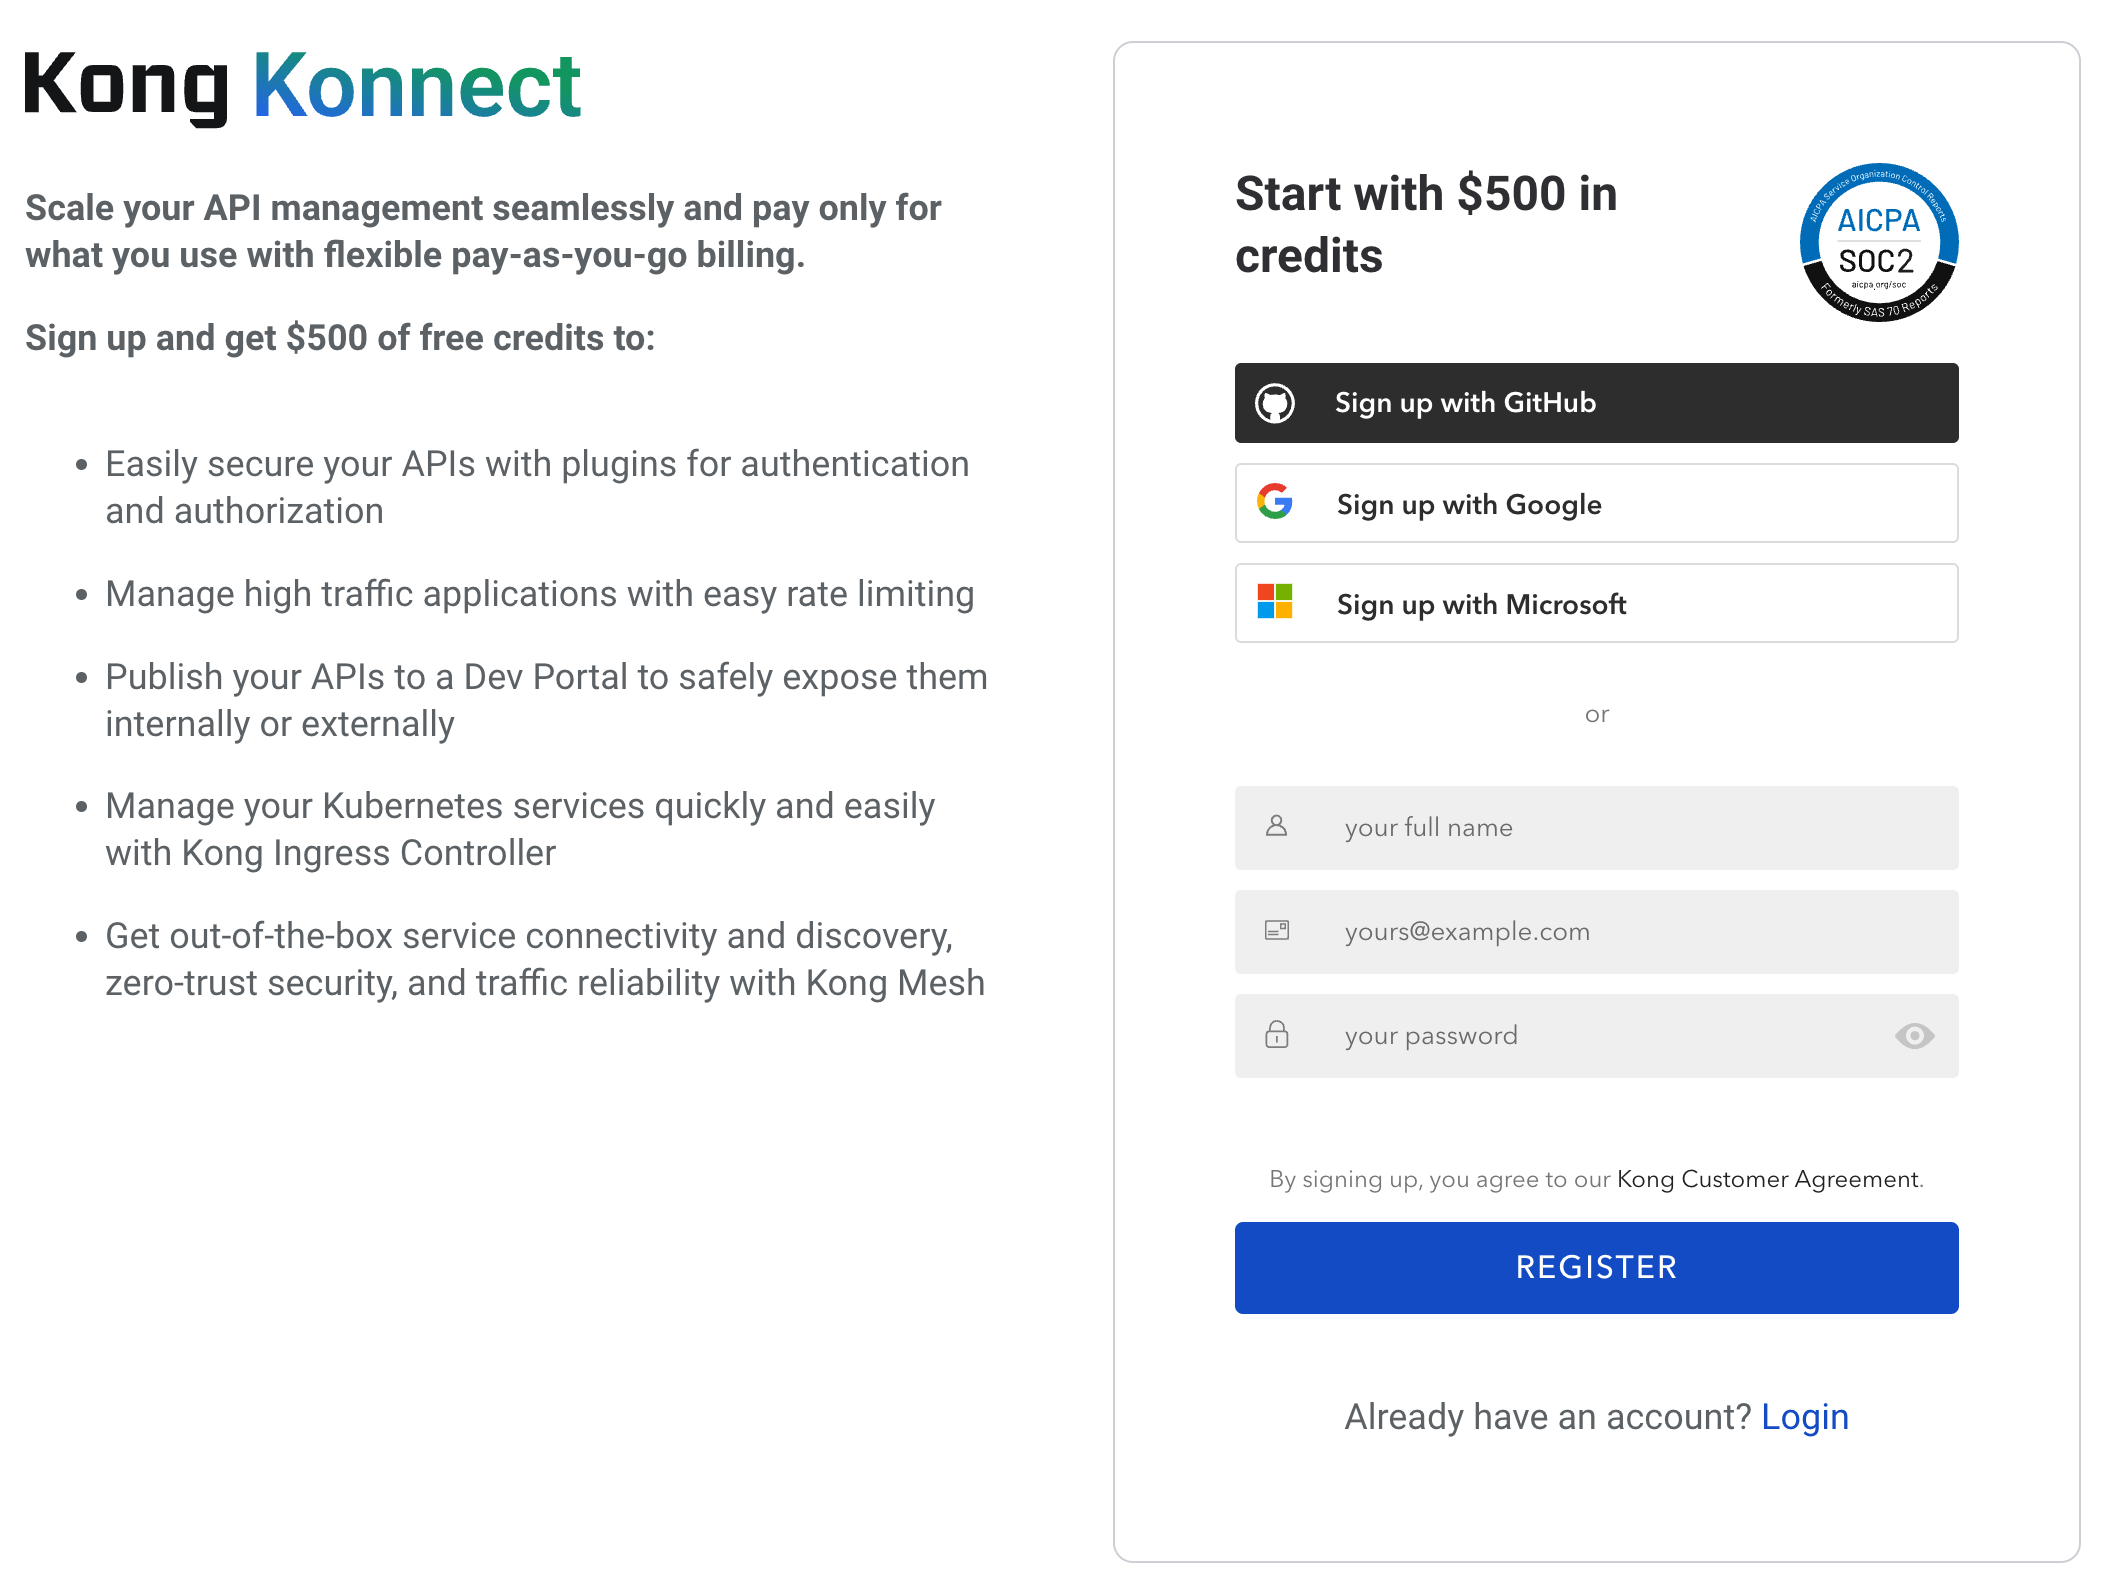 Kong Konnect
Scale your API management seamlessly and pay only for
what you use with flexible pay-as-you-go billing.
Sign up and get $500 of free credits to:
• Easily secure your APIs with plugins for authentication
and authorization
• Manage high traffic applications with easy rate limiting
• Publish your APIs to a Dev Portal to safely expose them
internally or externally
• Manage your Kubernetes services quickly and easily
with Kong Ingress Controller
• Get out-of-the-box service connectivity and discovery,
zero-trust security, and traffic reliability with Kong Mesh
Start with $500 in
credits
AICPA Service Organization Control Reports
AICPA
SOC2
aicpa.org/soc
Formerly SAS 70 Reports
Sign up with GitHub
Sign up with Google
Sign up with Microsoft
or
your full name
yours@example.com
your password
By signing up, you agree to our Kong Customer Agreement.
REGISTER
Already have an account? Login